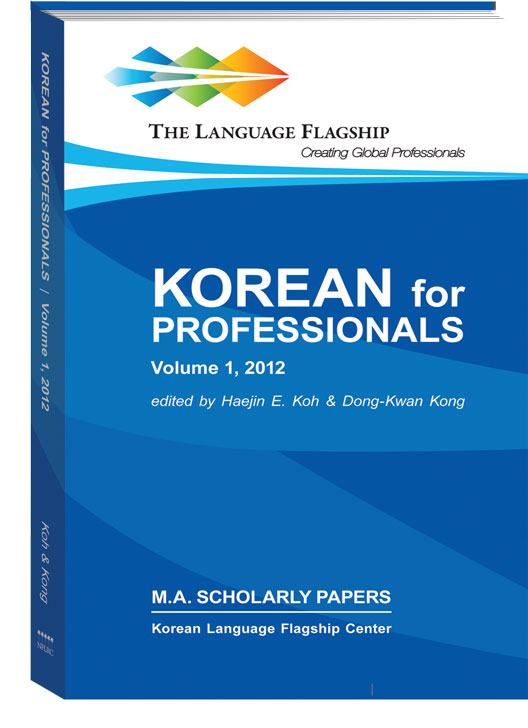 THE LANGUAGE FLAGSHIP
Creating Global Professionals
KOREAN for
PROFESSIONALS
Volume 1, 2012
edited by Haejin E. Koh & Dong-Kwan Kong
M.A. SCHOLARLY PAPERS
Korean Language Flagship Center
KOREAN for PROFESSIONALS | Volume 1, 2012
Koh & Kong
NFLRC